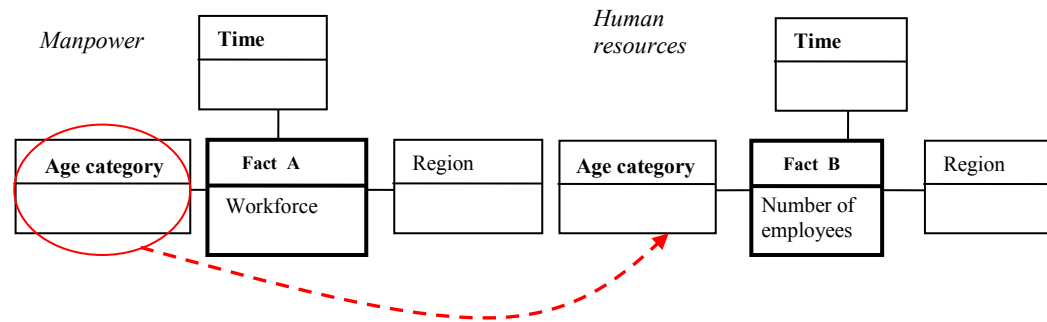 Manpower
Time
Age category
Fact A
Workforce
Region
Human
resources
Time
Age category
Fact B
Number of
employees
Region